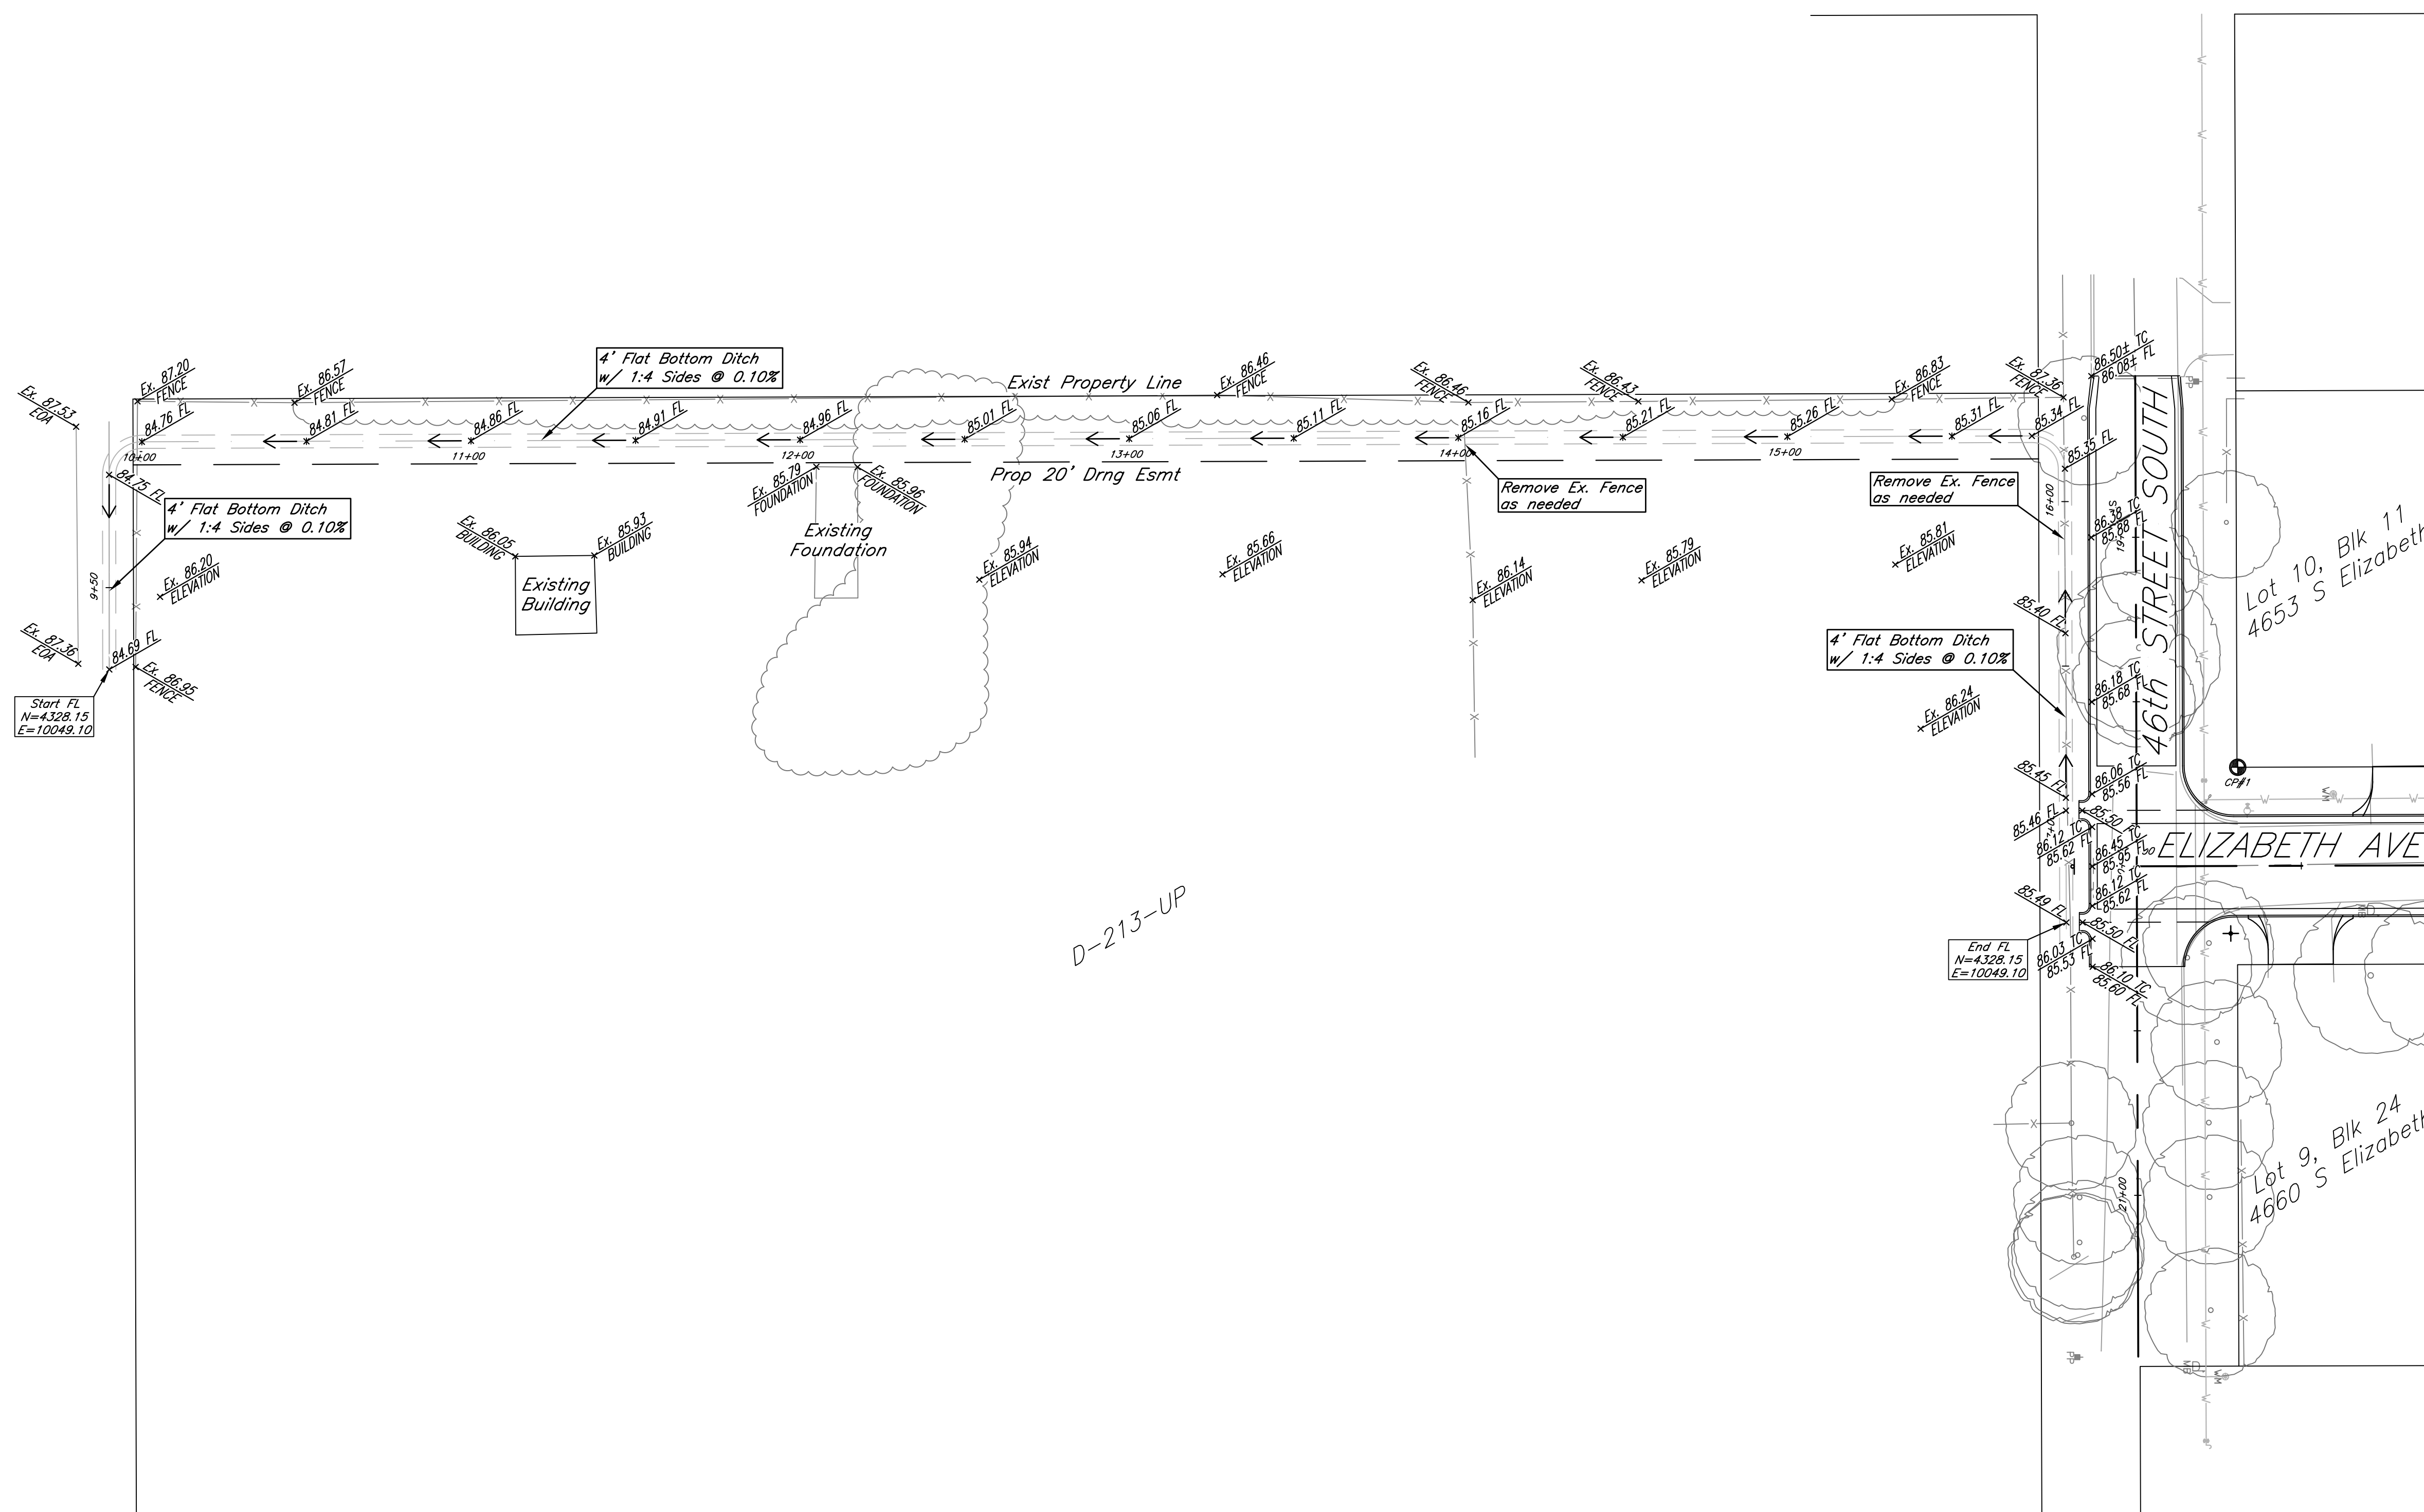 4' Flat Bottom Ditch
w/ 1:4 Sides @ 0.10%
Exist Property Line
Ex. 87.53
EOA
Ex. 87.20
FENCE
Ex. 86.57
FENCE
Ex. 86.46
FENCE
Ex. 86.46
FENCE
Ex. 86.43
FENCE
Ex. 86.83
FENCE
Ex. 87.36
FENCE
86.50± TC
86.08± FL
84.76 FL
84.81 FL
84.86 FL
84.91 FL
84.96 FL
85.01 FL
85.06 FL
85.11 FL
85.16 FL
85.21 FL
85.26 FL
85.31 FL
85.34 FL
85.35 FL
10+00
11+00
12+00
13+00
14+00
15+00
16+00
Prop 20' Drng Esmt
84.75 FL
4' Flat Bottom Ditch
w/ 1:4 Sides @ 0.10%
9+50
Ex. 86.20
ELEVATION
Ex. 87.36
EOA
84.69 FL
Ex. 86.95
FENCE
Start FL
N=4328.15
E=10049.10
Ex. 86.05
BUILDING
Ex. 85.93
BUILDING
Existing
Building
Ex. 85.79
FOUNDATION
Ex. 85.96
FOUNDATION
Existing
Foundation
Ex. 85.94
ELEVATION
Ex. 85.66
ELEVATION
Remove Ex. Fence
as needed
Ex. 86.14
ELEVATION
Ex. 85.79
ELEVATION
Remove Ex. Fence
as needed
Ex. 85.81
ELEVATION
85.40 FL
4' Flat Bottom Ditch
w/ 1:4 Sides @ 0.10%
Ex. 86.24
ELEVATION
86.38 TC
85.88 FL
46th STREET SOUTH
86.18 TC
85.68 FL
85.45 FL
86.06 TC
85.56 FL
85.46 FL
85.50 FL
86.12 TC
85.62 FL
86.45 TC
85.95 FL
86.12 TC
85.62 FL
85.49 FL
85.50 FL
86.03 TC
85.53 FL
86.10 TC
85.60 FL
End FL
N=4328.15
E=10049.10
ELIZABETH AVE
Lot 10, Blk 11
4653 S Elizabeth
CP#1
WM
PP
MB
D-213-UP
Lot 9, Blk 24
4660 S Elizabeth
21+00
PP
MB
WM